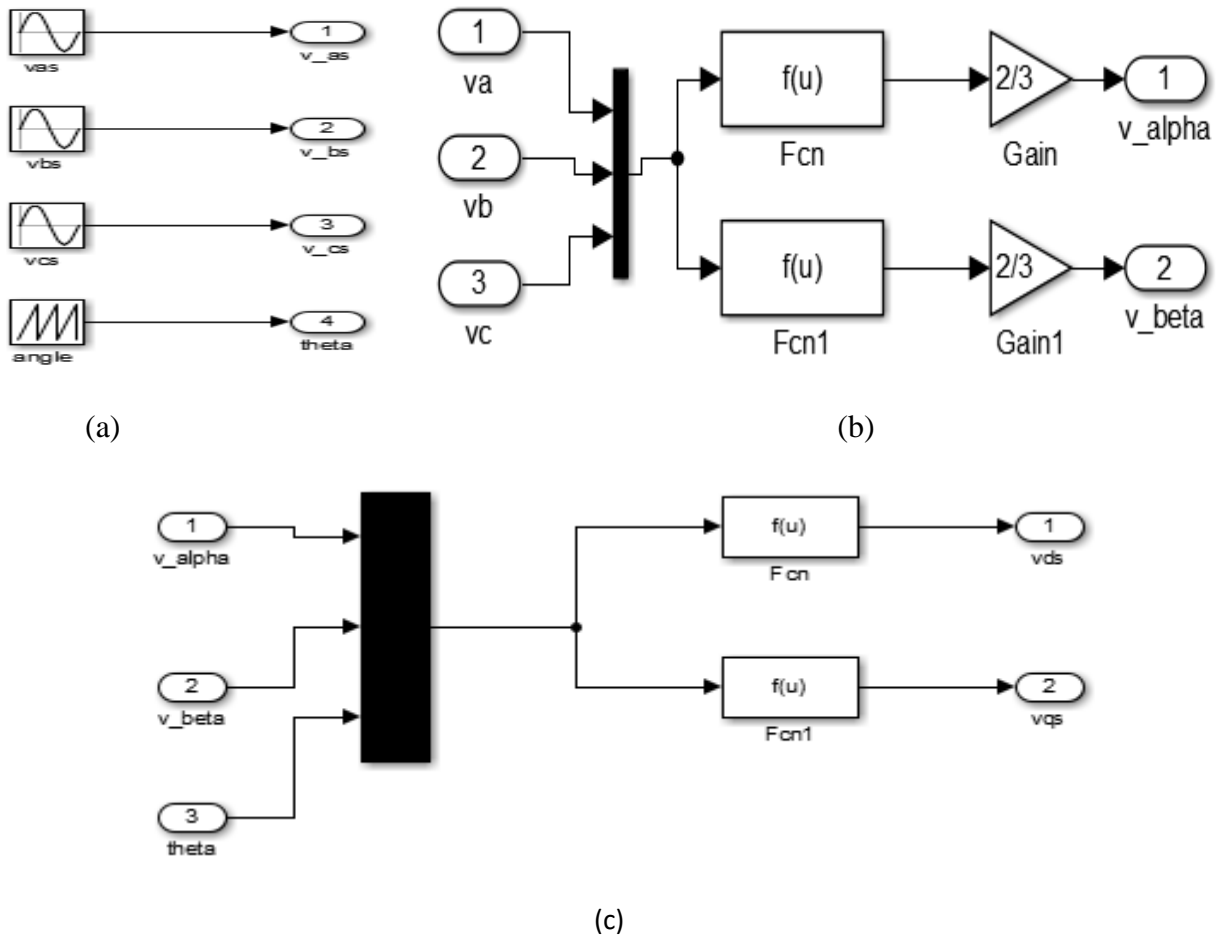 1
vas
v_as
2
vbs
v_bs
3
vcs
v_cs
4
angle
theta
(a)
1
va
2
vb
3
vc
f(u)
Fcn
2/3
Gain
1
v_alpha
f(u)
Fcn1
2/3
Gain1
2
v_beta
(b)
1
v_alpha
2
v_beta
3
theta
f(u)
Fcn
1
vds
f(u)
Fcn1
2
vqs
(c)